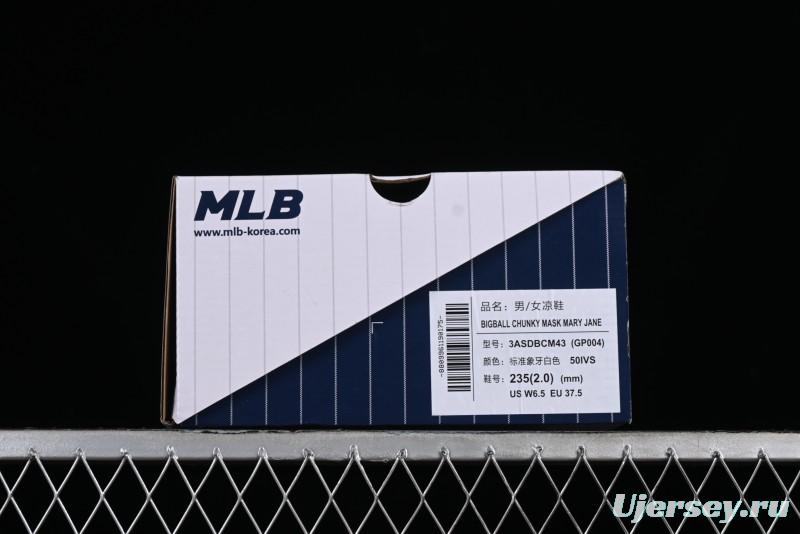 MLB
www.mlb-korea.com
品名：男/女凉鞋
BIGBALL CHUNKY MASK MARY JANE
型号：3ASDBCM43 (GP004)
颜色：标准象牙白色 50IVS
鞋号：235(2.0) (mm)
US W6.5 EU 37.5
-8809961190175-
Ujersey.ru